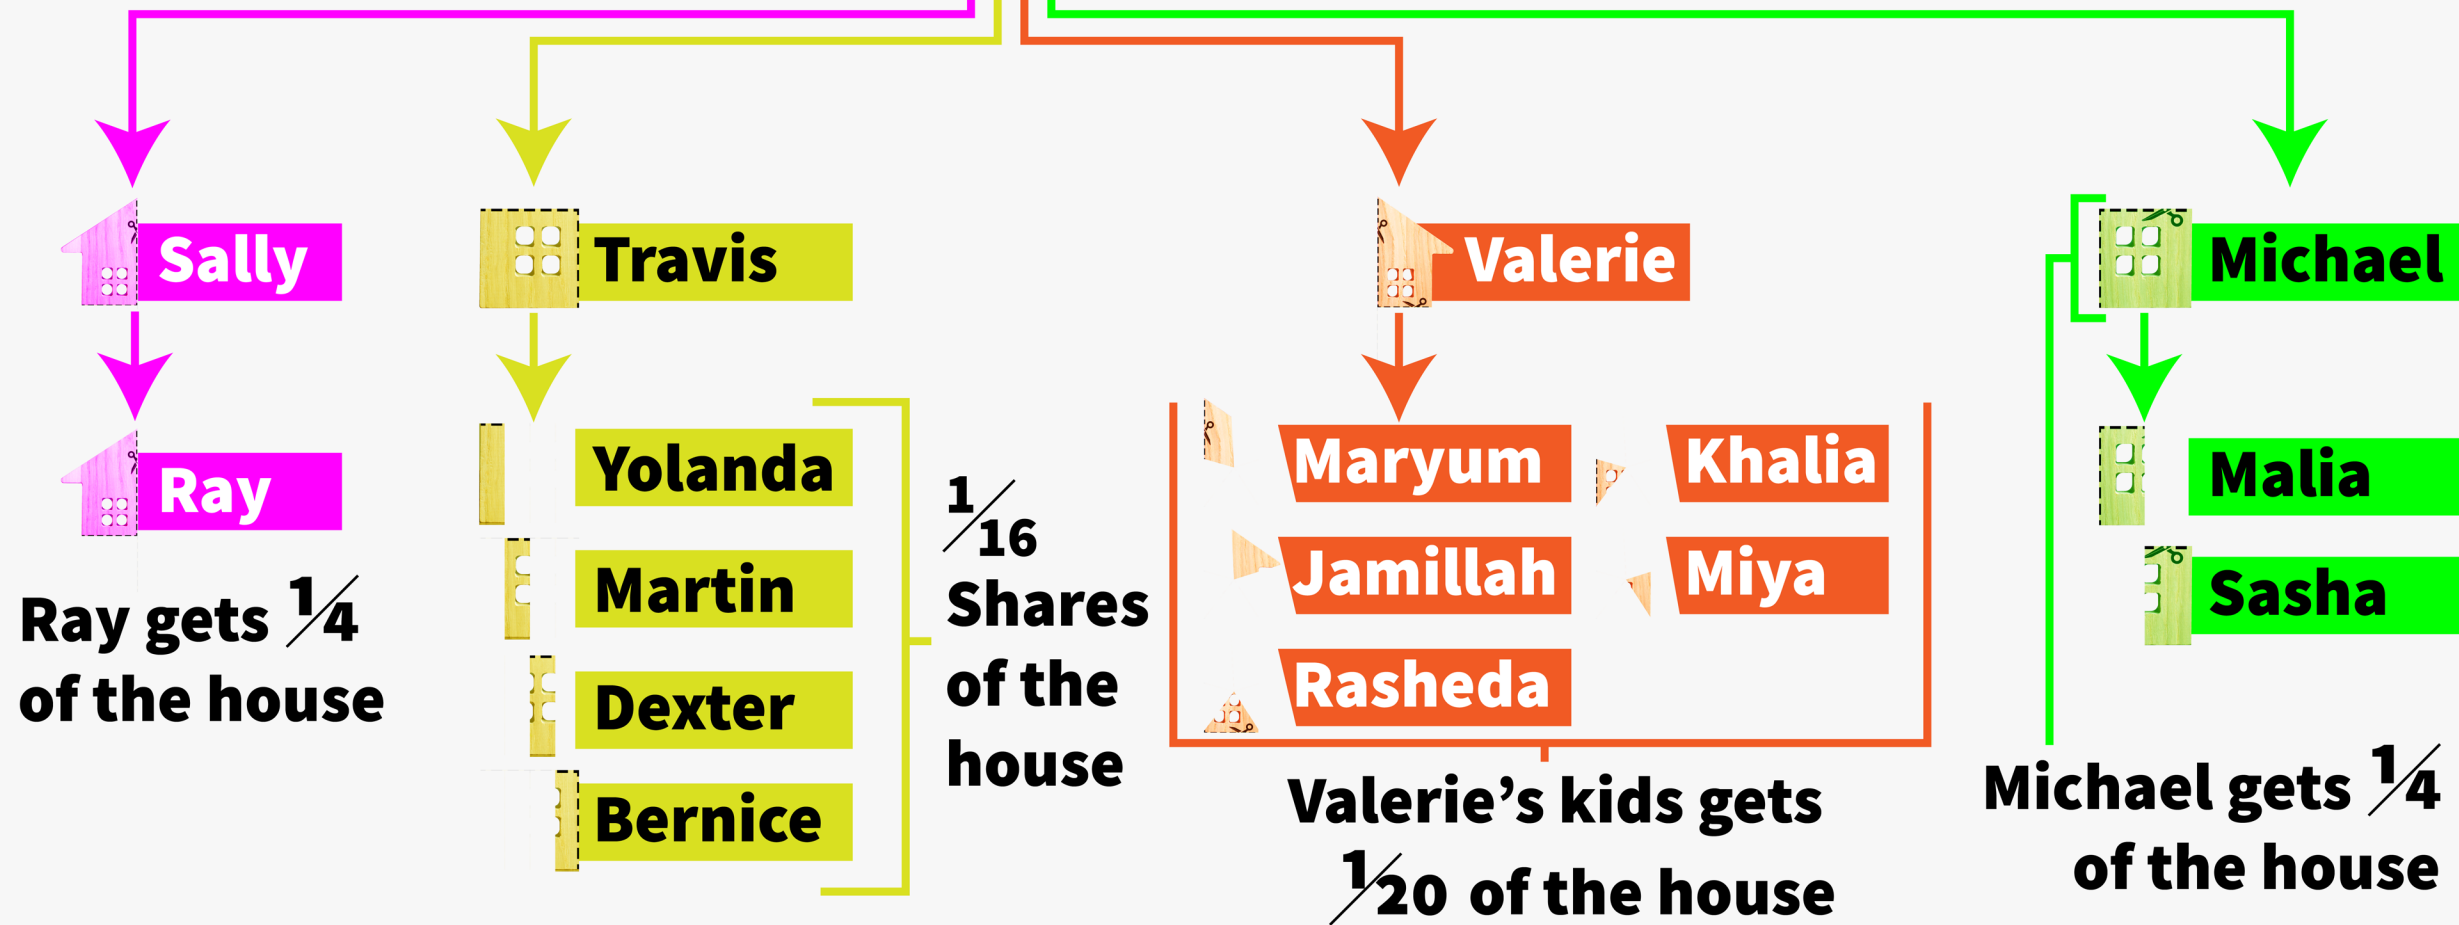 Sally
Travis
Valerie
Michael
Ray
Yolanda
Martin
Dexter
Bernice
Maryum
Khalia
Jamillah
Miya
Rasheda
Malia
Sasha
Ray gets 1/4
of the house
1/16
Shares
of the
house
Valerie’s kids gets
1/20 of the house
Michael gets 1/4
of the house